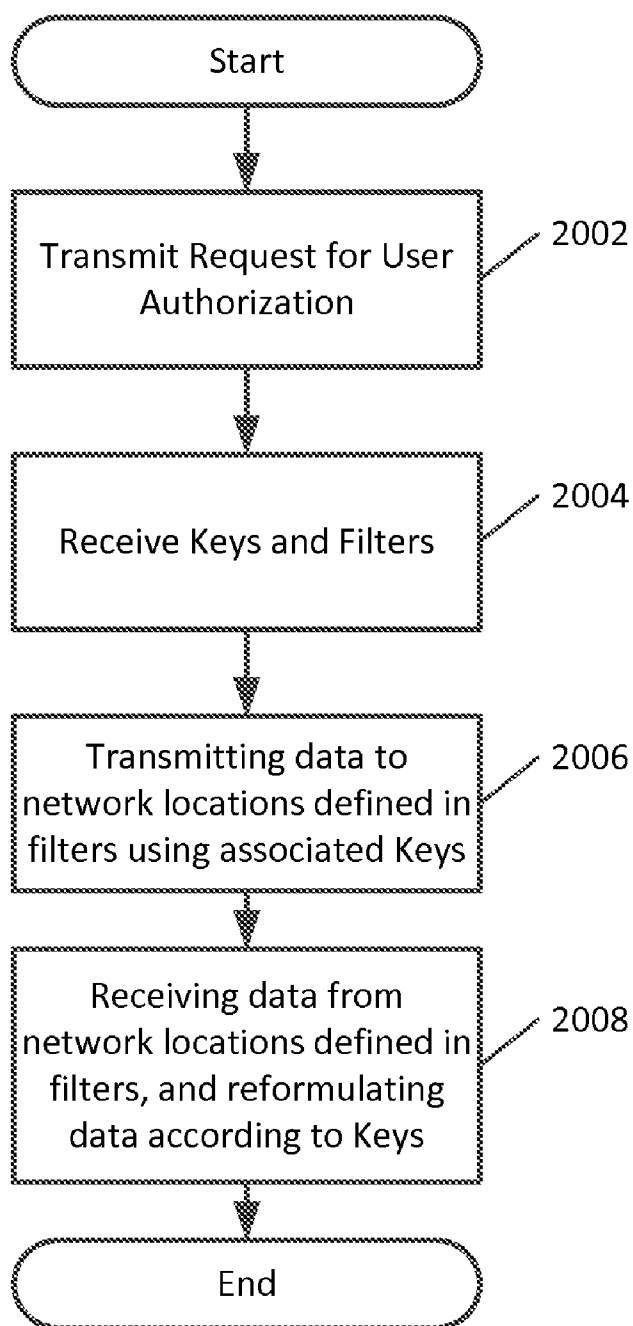 Start
Transmit Request for User
Authorization
2002
Receive Keys and Filters
2004
Transmitting data to
network locations defined in
filters using associated Keys
2006
Receiving data from
network locations defined in
filters, and reformulating
data according to Keys
2008
End